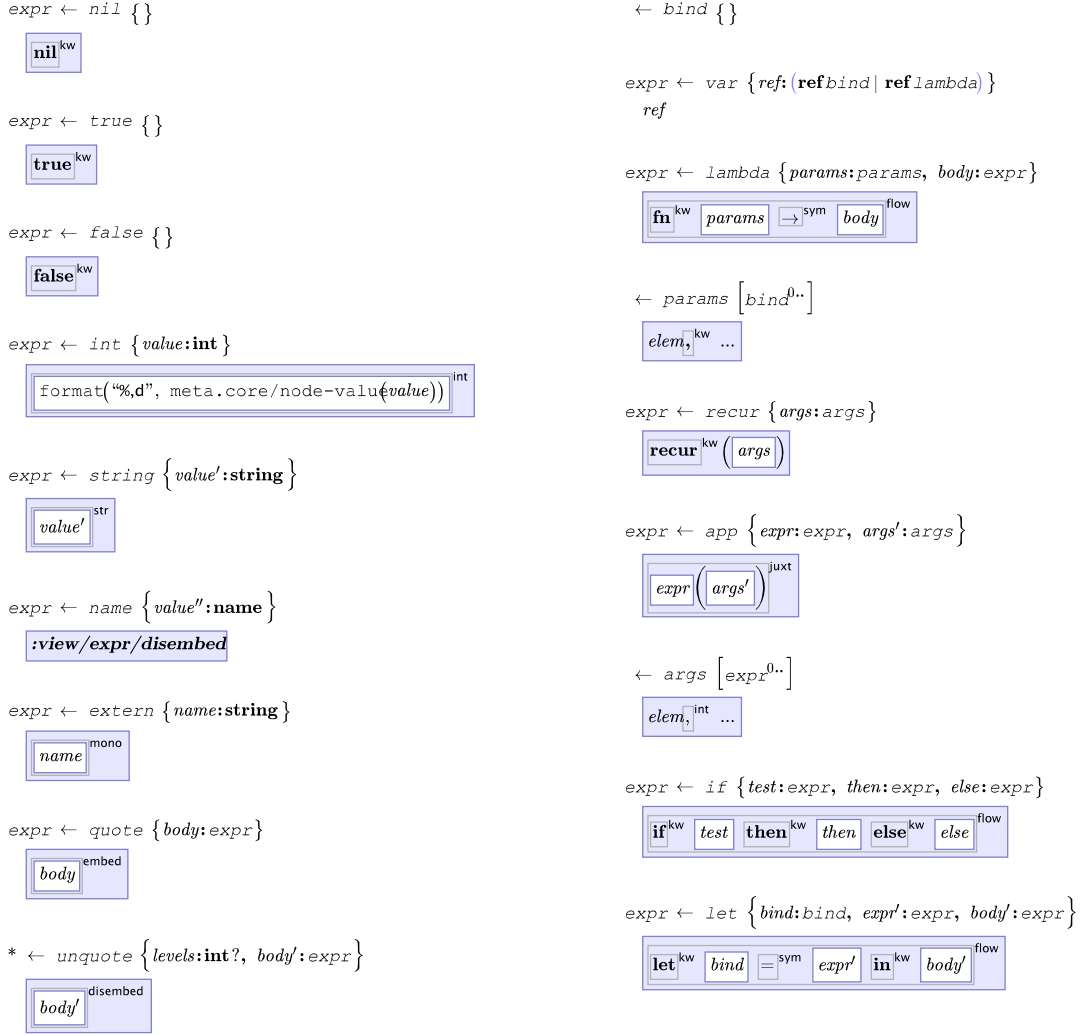 expr ← nil {}
nil kw
expr ← true {}
true kw
expr ← false {}
false kw
expr ← int {value:int}
format(“%,d”, meta.core/node-value(value)) int
expr ← string {value′:string}
value′ str
expr ← name {value″:name}
:view/expr/disembed
expr ← extern {name:string}
name mono
expr ← quote {body:expr}
body embed
* ← unquote {levels:int?, body′:expr}
body′ disembed
← bind {}
expr ← var {ref:(ref bind | ref lambda)}
ref
expr ← lambda {params:params, body:expr}
fn kw params → sym body flow
← params [bind0..]
elem, kw ...
expr ← recur {args:args}
recur kw (args)
expr ← app {expr:expr, args′:args}
expr(args′) juxt
← args [expr0..]
elem, int ...
expr ← if {test:expr, then:expr, else:expr}
if kw test then kw then else kw else flow
expr ← let {bind:bind, expr′:expr, body′:expr}
let kw bind = sym expr′ in kw body′ flow